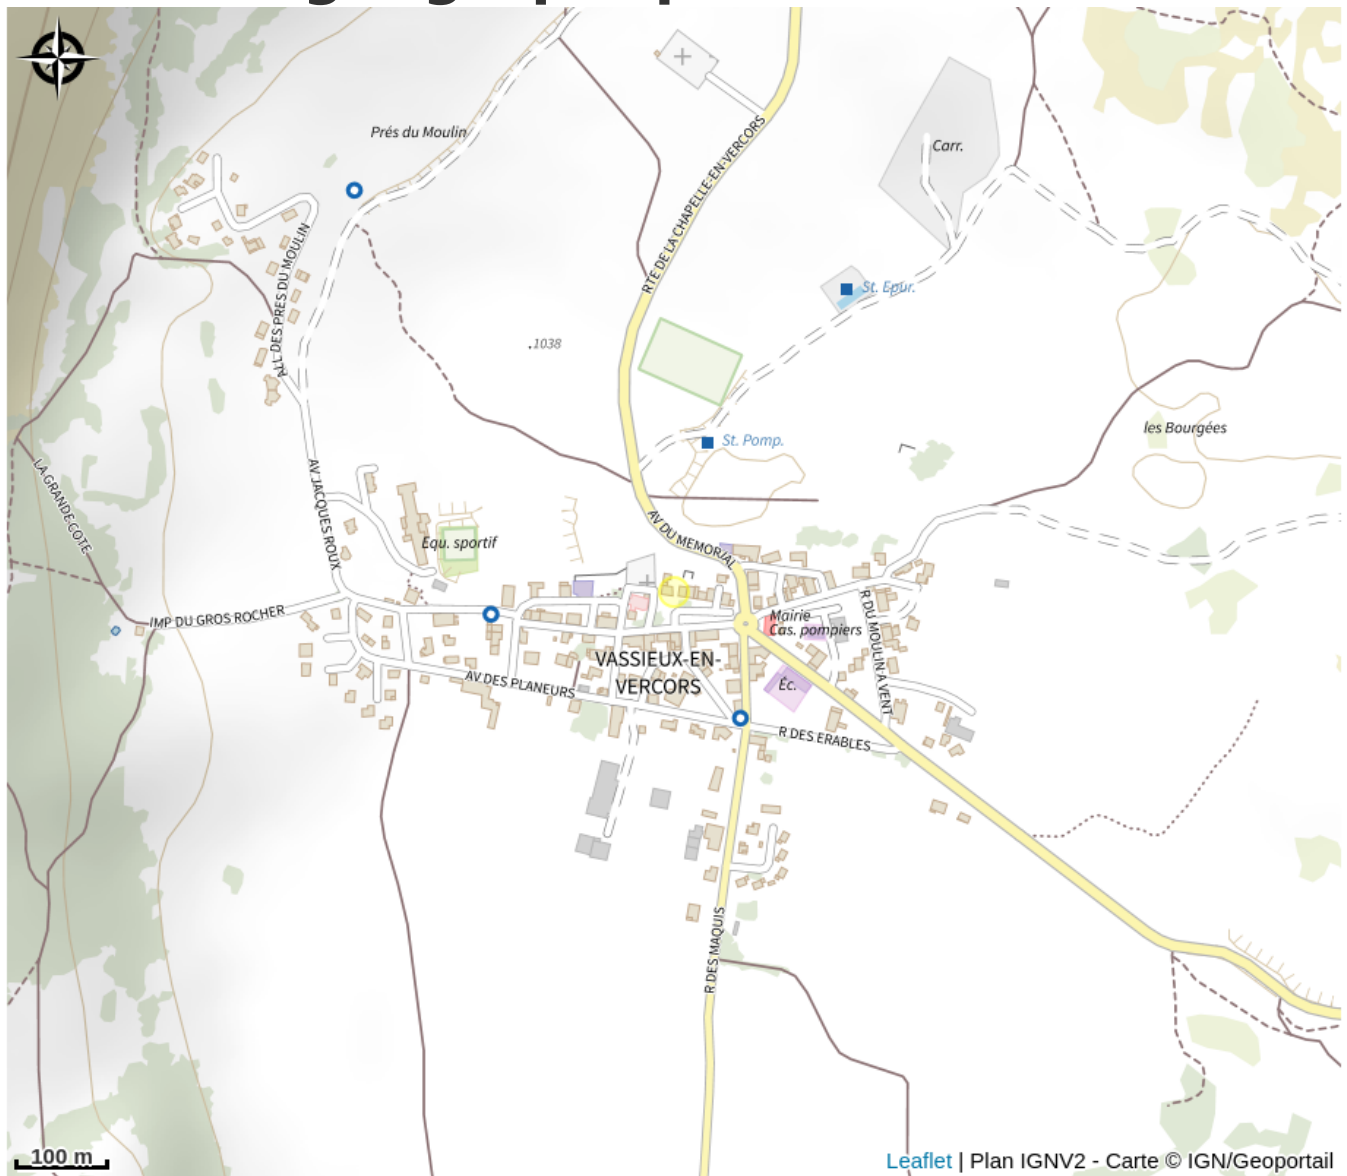 Prés du Moulin
Carr.
RTE DE LA CHAPELLE-EN-VERCORS
ALL DES PRES DU MOULIN
St. Epur.
.1038
les Bourgées
St. Pomp.
LA GRANDE COTE
AV JACQUES ROUX
Equ. sportif
AV DU MEMORIAL
IMP DU GROS ROCHER
R DU MOULIN A VENT
Mairie
Cas. pompiers
VASSIEUX-EN-
VERCORS
AV DES PLANEURS
Éc.
R DES ERABLES
R DES MAQUIS
100 m
Leaflet | Plan IGNV2 - Carte © IGN/Geoportail